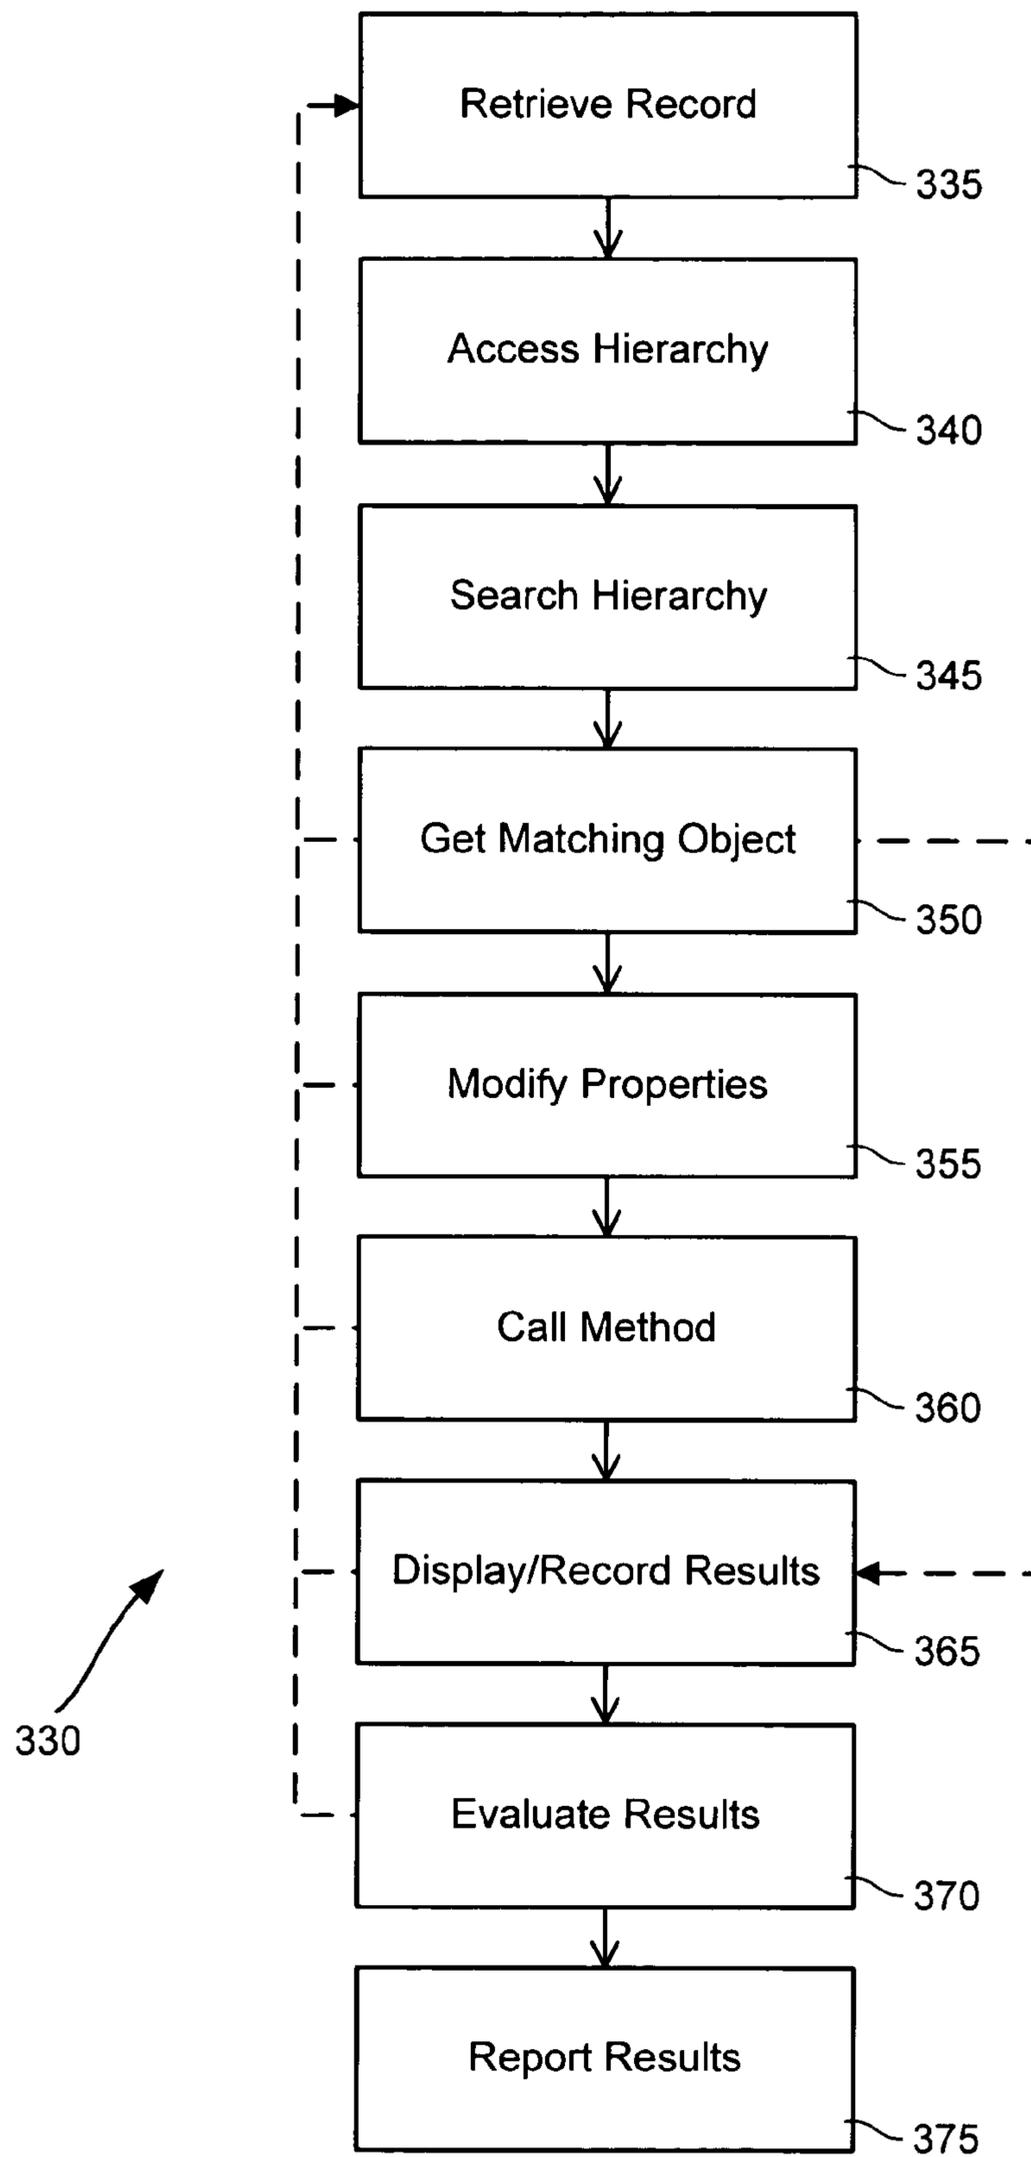 Retrieve Record
335
Access Hierarchy
340
Search Hierarchy
345
Get Matching Object
350
Modify Properties
355
Call Method
360
Display/Record Results
365
330
Evaluate Results
370
Report Results
375